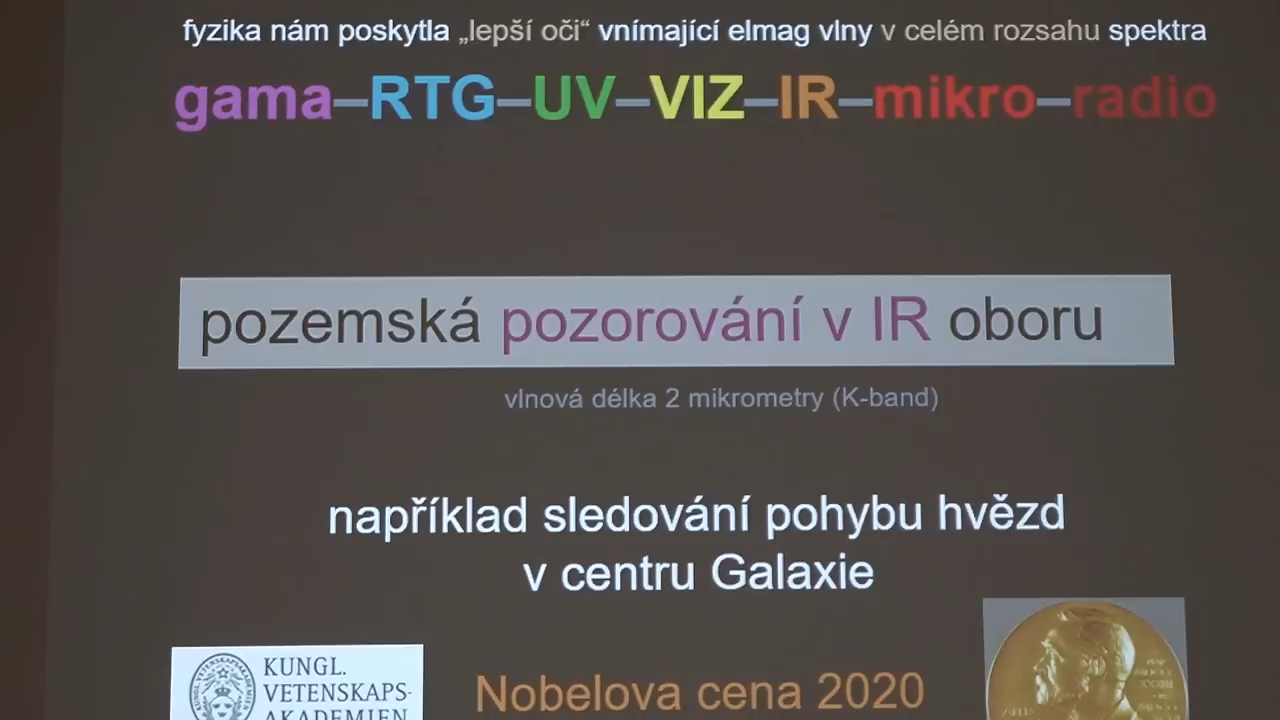 fyzika nám poskytla „lepší oči“ vnímající elmag vlny v celém rozsahu spektra
gama–RTG–UV–VIZ–IR–mikro–radio
pozemská pozorování v IR oboru
vlnová délka 2 mikrometry (K-band)
například sledování pohybu hvězd
v centru Galaxie
KUNGL.
VETENSKAPS-
AKADEMIEN
Nobelova cena 2020